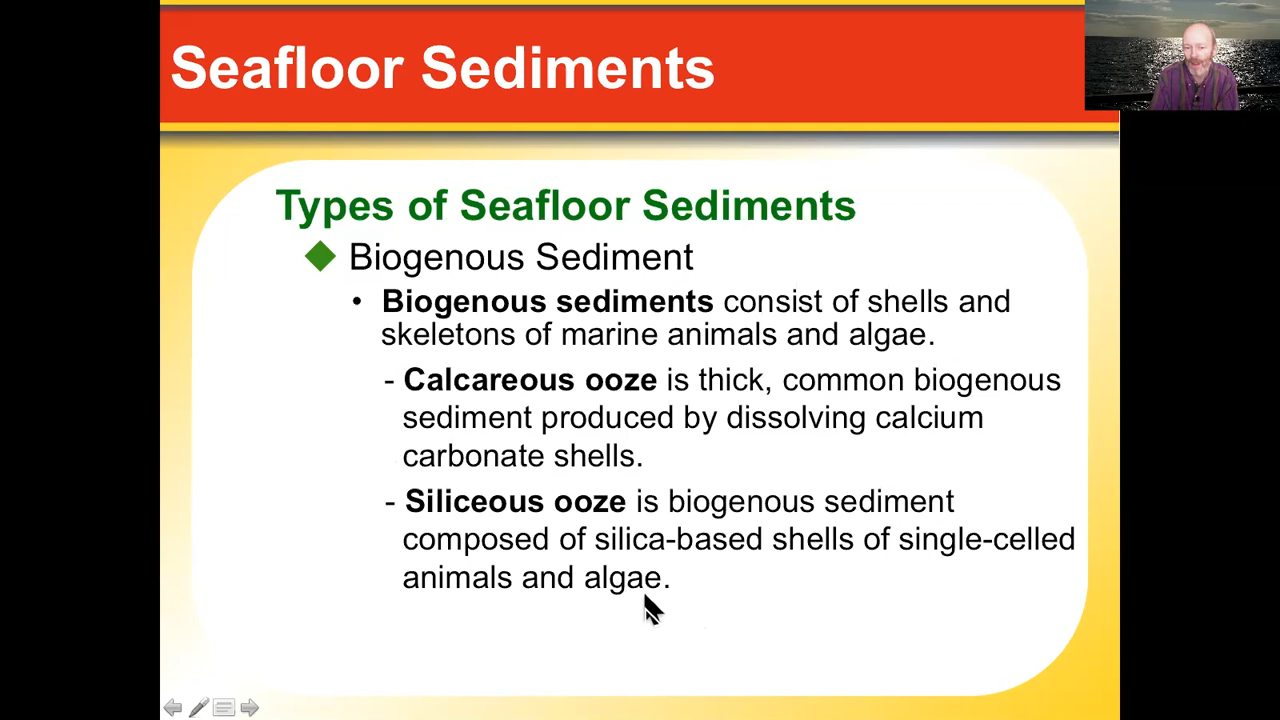 Seafloor Sediments
Types of Seafloor Sediments
Biogenous Sediment
• Biogenous sediments consist of shells and
skeletons of marine animals and algae.
- Calcareous ooze is thick, common biogenous
sediment produced by dissolving calcium
carbonate shells.
- Siliceous ooze is biogenous sediment
composed of silica-based shells of single-celled
animals and algae.